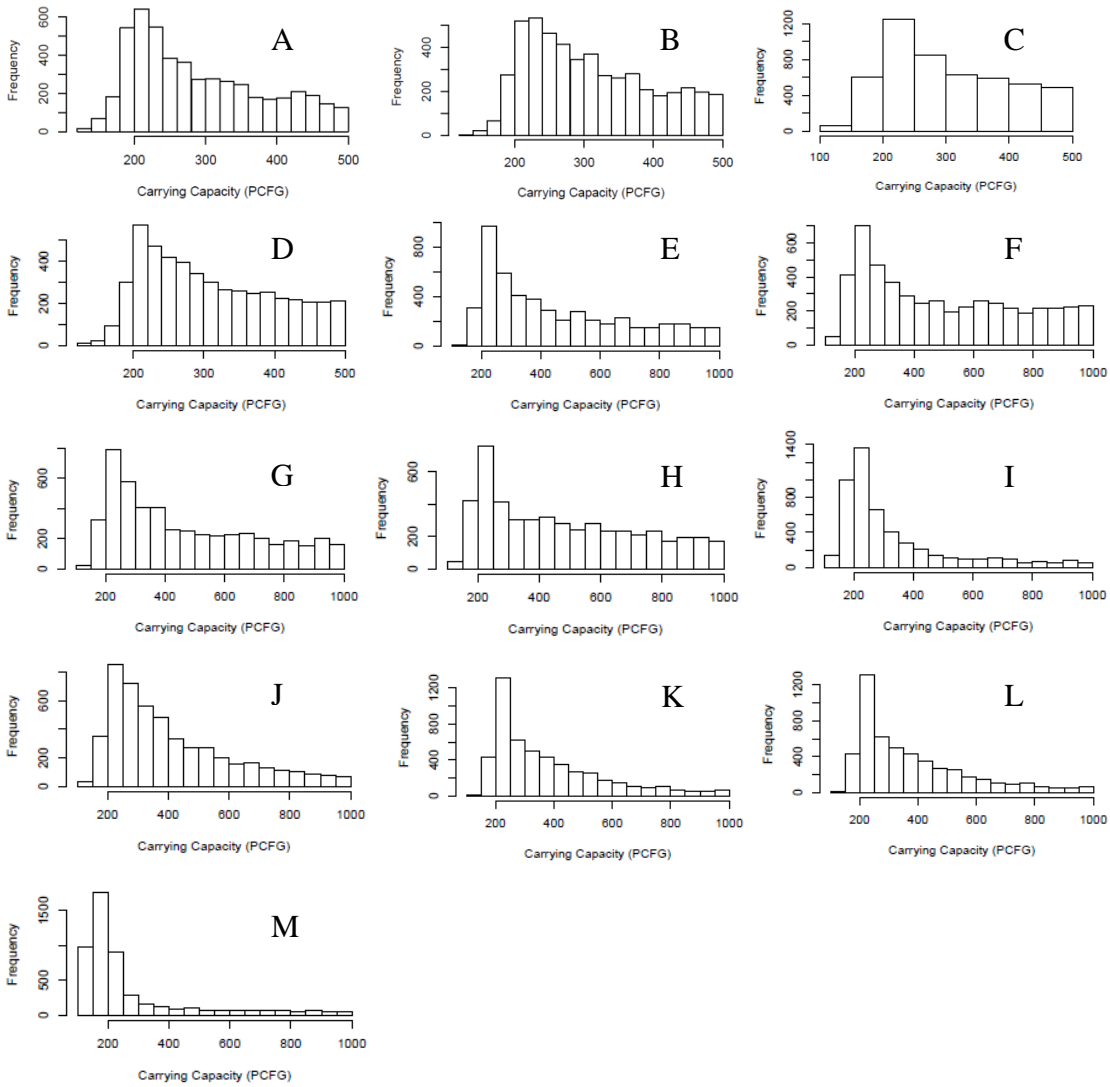 A
Frequency
0 200 400 600
200 300 400 500
Carrying Capacity (PCFG)
B
Frequency
0 200 400
200 300 400 500
Carrying Capacity (PCFG)
C
Frequency
0 400 800 1200
100 200 300 400 500
Carrying Capacity (PCFG)
D
Frequency
0 200 400
200 300 400 500
Carrying Capacity (PCFG)
E
Frequency
0 400 800
200 400 600 800 1000
Carrying Capacity (PCFG)
F
Frequency
0 200 400 600
200 400 600 800 1000
Carrying Capacity (PCFG)
G
Frequency
0 200 600
200 400 600 800 1000
Carrying Capacity (PCFG)
H
Frequency
0 200 400 600
200 400 600 800 1000
Carrying Capacity (PCFG)
I
Frequency
0 400 800 1400
200 400 600 800 1000
Carrying Capacity (PCFG)
J
Frequency
0 200 600
200 400 600 800 1000
Carrying Capacity (PCFG)
K
Frequency
0 400 800 1200
200 400 600 800 1000
Carrying Capacity (PCFG)
L
Frequency
0 400 800 1200
200 400 600 800 1000
Carrying Capacity (PCFG)
M
Frequency
0 500 1500
200 400 600 800 1000
Carrying Capacity (PCFG)